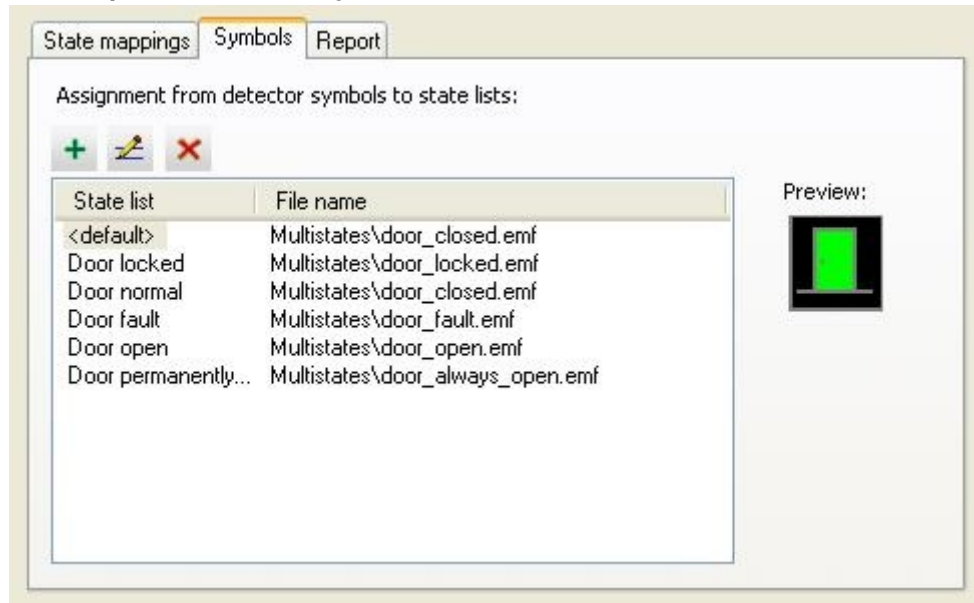 State mappings Symbols Report
Assignment from detector symbols to state lists:
State list File name
Preview:
<default> Multistates\door_closed.emf
Door locked Multistates\door_locked.emf
Door normal Multistates\door_closed.emf
Door fault Multistates\door_fault.emf
Door open Multistates\door_open.emf
Door permanently... Multistates\door_always_open.emf